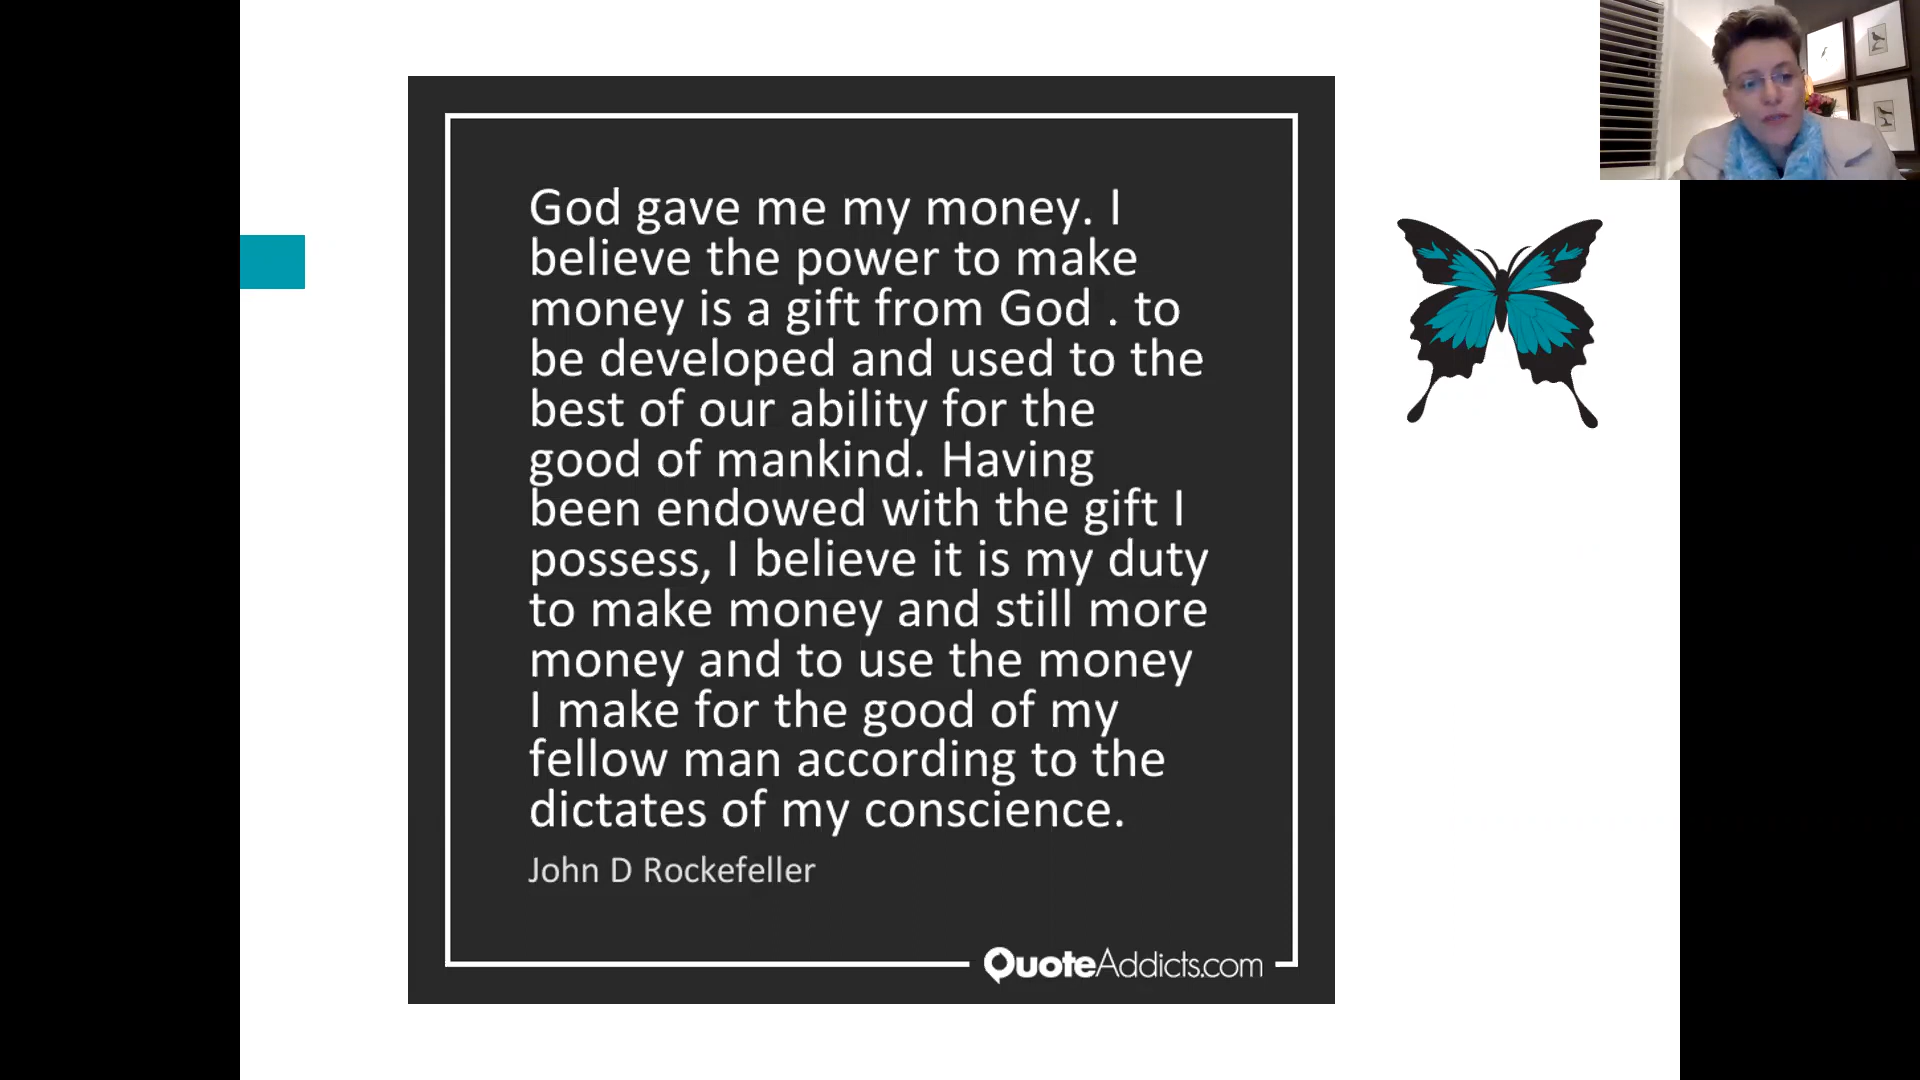 God gave me my money. I
believe the power to make
money is a gift from God . to
be developed and used to the
best of our ability for the
good of mankind. Having
been endowed with the gift I
possess, I believe it is my duty
to make money and still more
money and to use the money
I make for the good of my
fellow man according to the
dictates of my conscience.
John D Rockefeller
QuoteAddicts.com